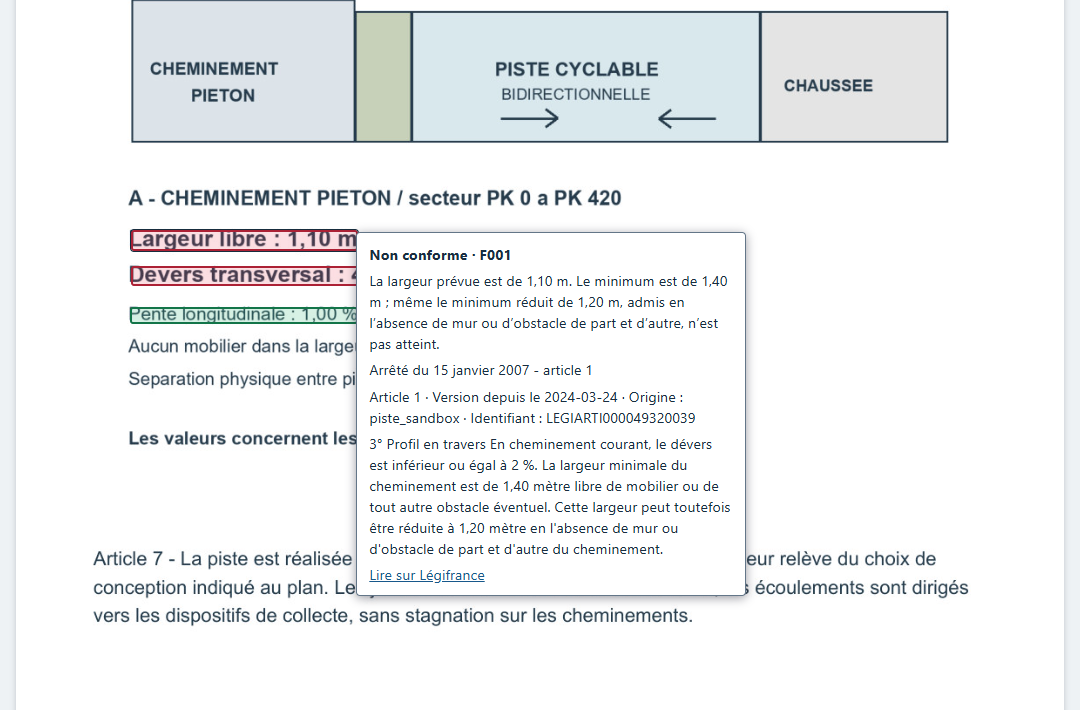 CHEMINEMENT
PIETON
PISTE CYCLABLE
BIDIRECTIONNELLE
CHAUSSEE
A - CHEMINEMENT PIETON / secteur PK 0 a PK 420
Largeur libre : 1,10 m
Devers transversal :
Pente longitudinale : 1,00 %
Aucun mobilier dans la
Separation physique entre
Les valeurs concernent les
Non conforme · F001
La largeur prévue est de 1,10 m. Le minimum est de 1,40
m ; même le minimum réduit de 1,20 m, admis en
l’absence de mur ou d’obstacle de part et d’autre, n’est
pas atteint.
Arrêté du 15 janvier 2007 - article 1
Article 1 · Version depuis le 2024-03-24 · Origine :
piste_sandbox · Identifiant : LEGIARTI000049320039
3° Profil en travers En cheminement courant, le dévers
est inférieur ou égal à 2 %. La largeur minimale du
cheminement est de 1,40 mètre libre de mobilier ou de
tout autre obstacle éventuel. Cette largeur peut toutefois
être réduite à 1,20 mètre en l'absence de mur ou
d'obstacle de part et d'autre du cheminement.
Lire sur Légifrance
Article 7 - La piste est réalisée relève du choix de
conception indiqué au plan. écoulements sont dirigés
vers les dispositifs de collecte, sans stagnation sur les cheminements.